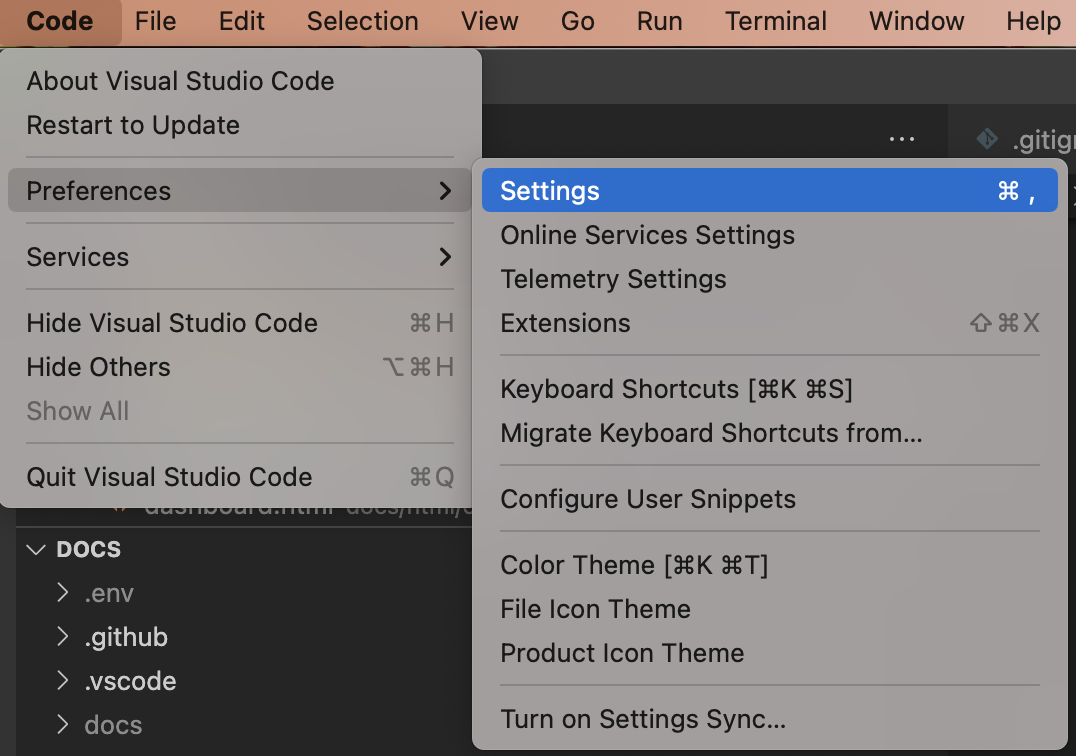 Code File Edit Selection View Go Run Terminal Window Help
About Visual Studio Code
Restart to Update
Preferences
Services
Hide Visual Studio Code ⌘H
Hide Others ⌥⌘H
Show All
Quit Visual Studio Code ⌘Q
Settings ⌘ ,
Online Services Settings
Telemetry Settings
Extensions ⇧⌘X
Keyboard Shortcuts [⌘K ⌘S]
Migrate Keyboard Shortcuts from...
Configure User Snippets
Color Theme [⌘K ⌘T]
File Icon Theme
Product Icon Theme
Turn on Settings Sync...
... .gitigr
dashboard.html docs/html/
DOCS
.env
.github
.vscode
docs